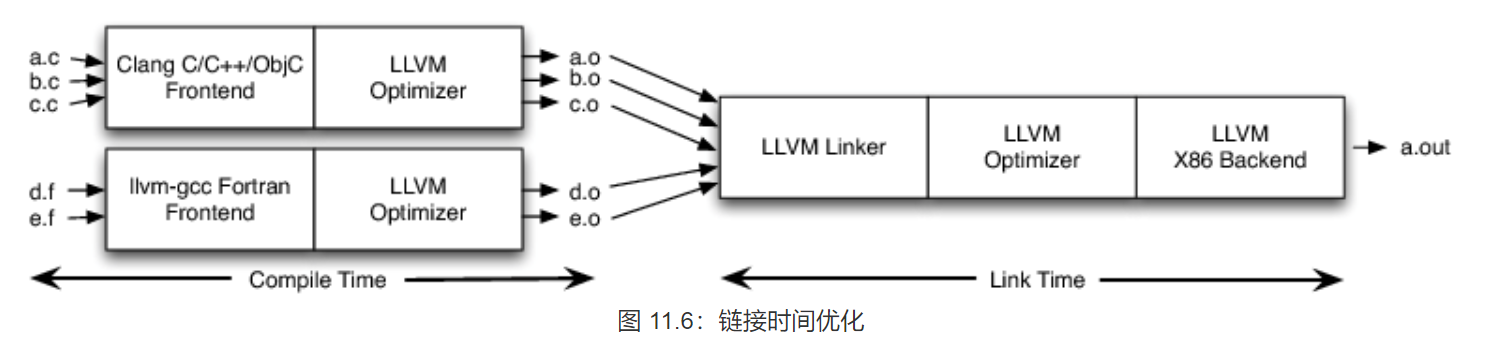 a.c
b.c
c.c
Clang C/C++/ObjC
Frontend
LLVM
Optimizer
a.o
b.o
c.o
d.f
e.f
llvm-gcc Fortran
Frontend
LLVM
Optimizer
d.o
e.o
LLVM Linker
LLVM
Optimizer
LLVM
X86 Backend
a.out
Compile Time
Link Time
图 11.6：链接时间优化